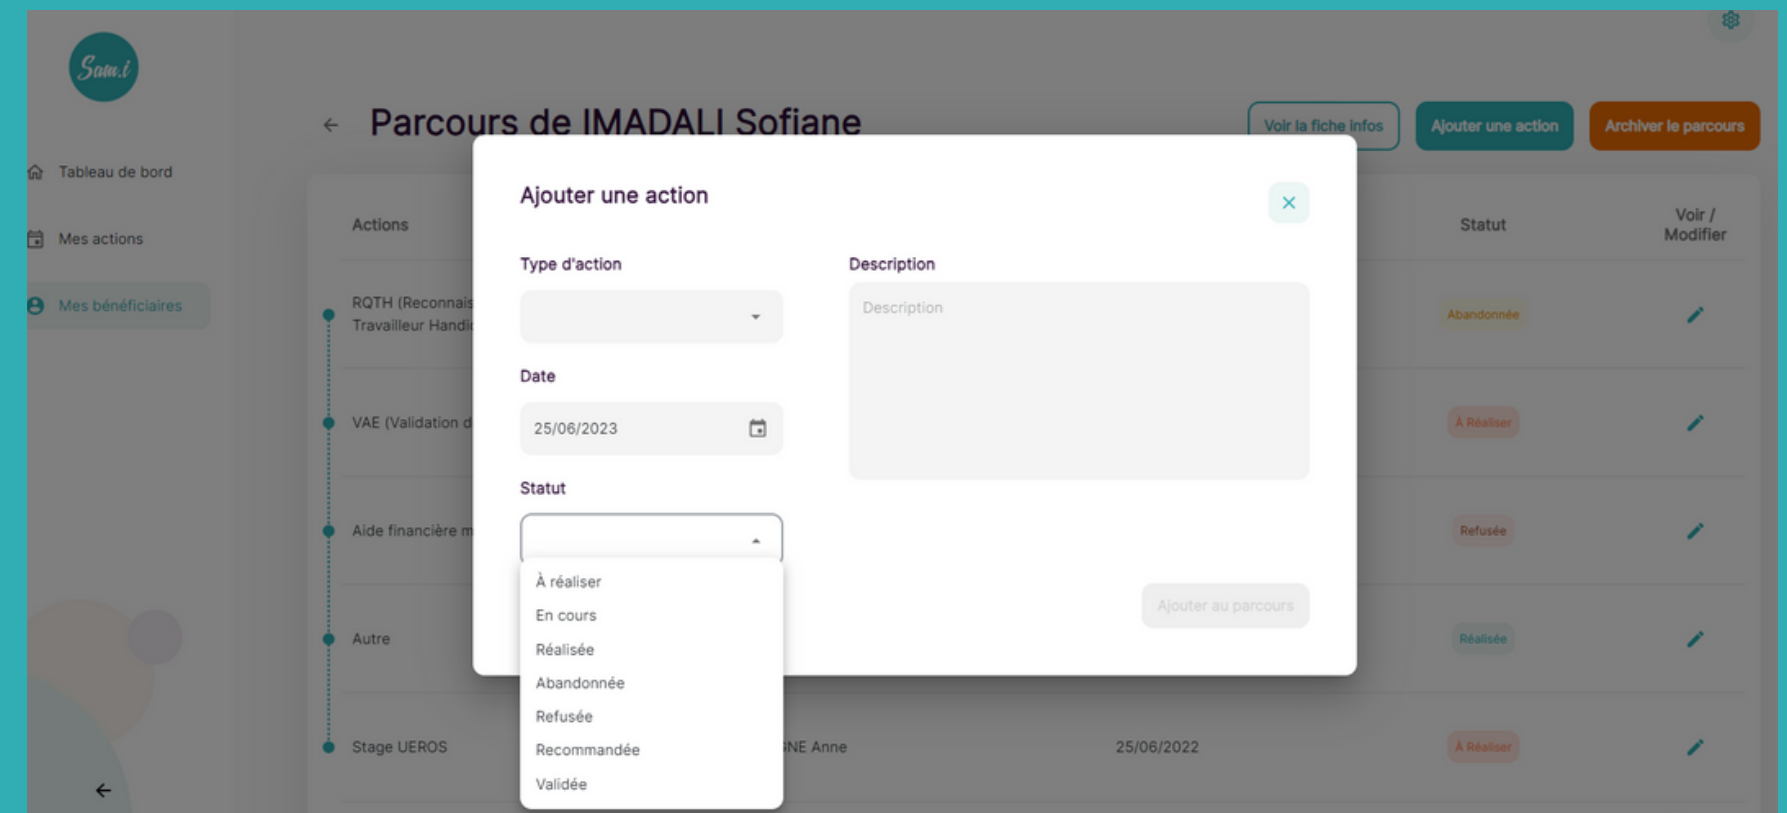 Sam.i
Parcours de IMADALI Sofiane
Voir la fiche infos
Ajouter une action
Archiver le parcours
Tableau de bord
Mes actions
Mes bénéficiaires
Actions
Statut
Voir /
Modifier
RQTH (Reconnais
Travailleur Handic
Abandonnée
VAE (Validation d
À Réaliser
Aide financière m
Refusée
Autre
Réalisée
Stage UEROS
GNE Anne
25/06/2022
À Réaliser
Ajouter une action
Type d'action
Description
Description
Date
25/06/2023
Statut
À réaliser
En cours
Réalisée
Abandonnée
Refusée
Recommandée
Validée
Ajouter au parcours